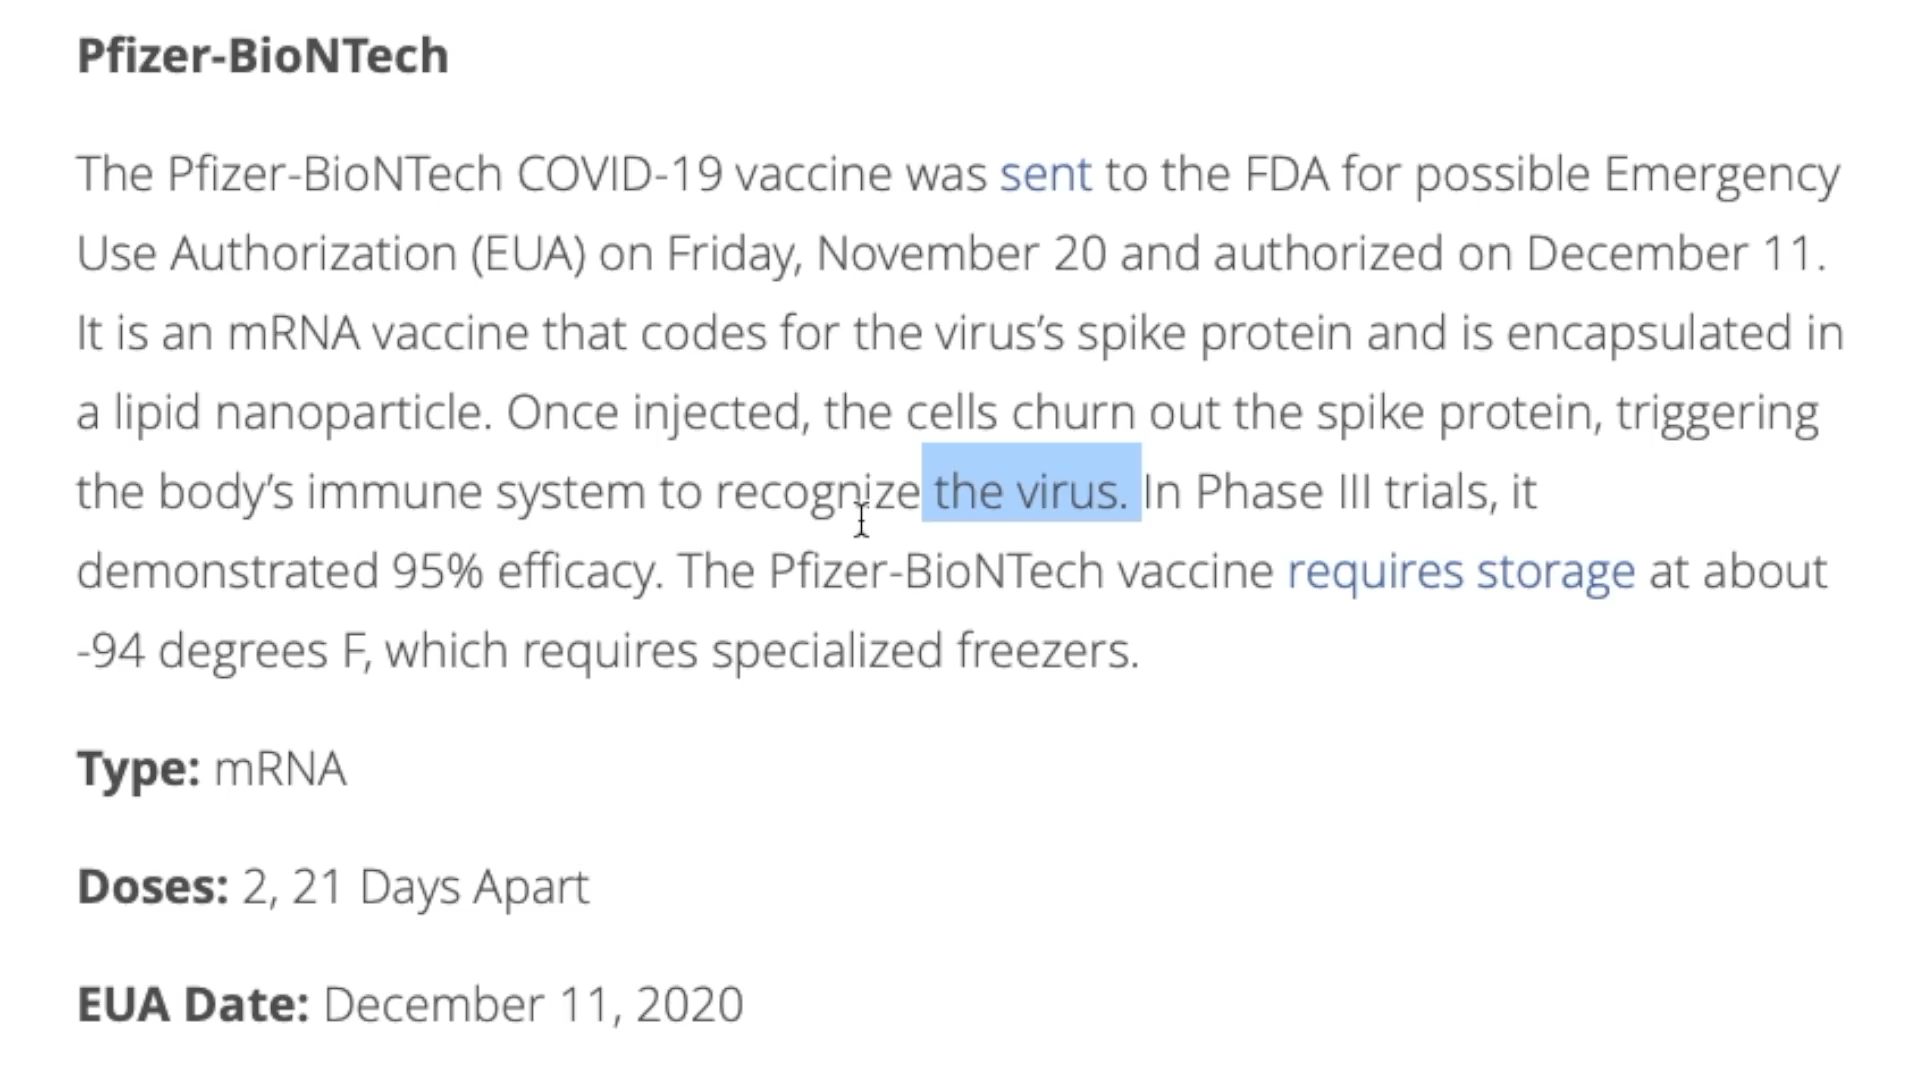 Pfizer-BioNTech
The Pfizer-BioNTech COVID-19 vaccine was sent to the FDA for possible Emergency
Use Authorization (EUA) on Friday, November 20 and authorized on December 11.
It is an mRNA vaccine that codes for the virus’s spike protein and is encapsulated in
a lipid nanoparticle. Once injected, the cells churn out the spike protein, triggering
the body’s immune system to recognize the virus. In Phase III trials, it
demonstrated 95% efficacy. The Pfizer-BioNTech vaccine requires storage at about
-94 degrees F, which requires specialized freezers.
Type: mRNA
Doses: 2, 21 Days Apart
EUA Date: December 11, 2020